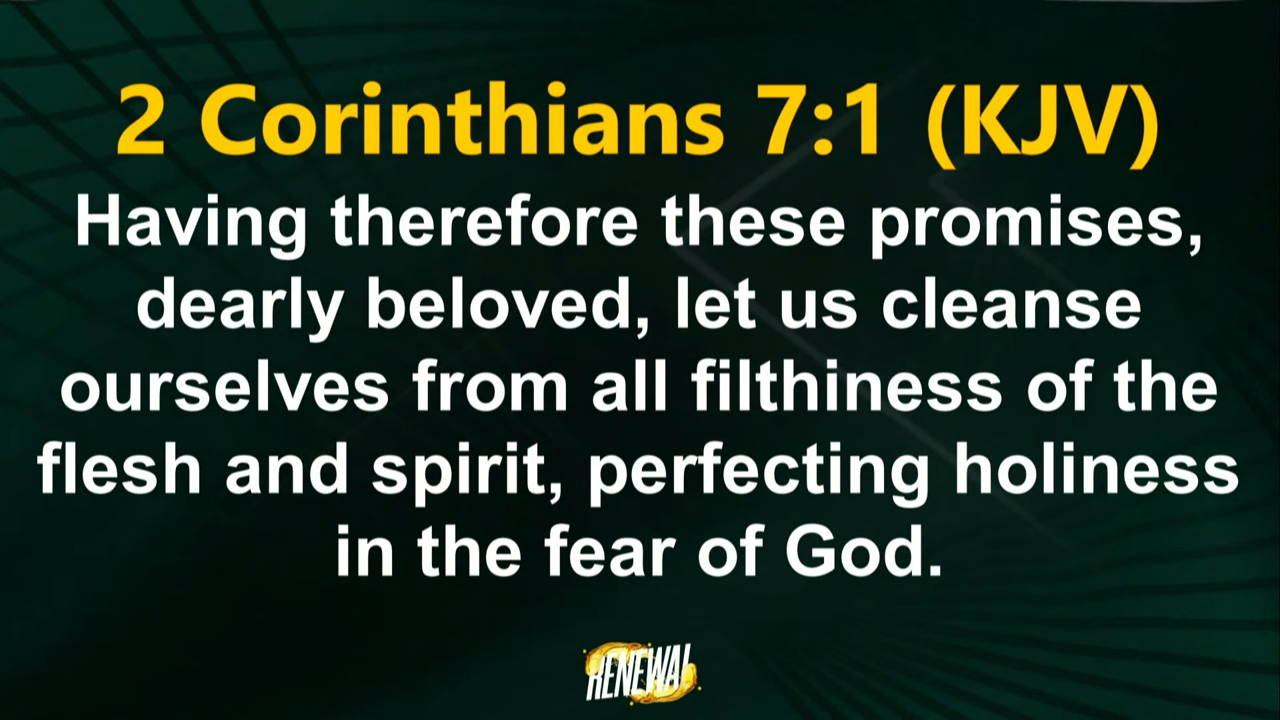 2 Corinthians 7:1 (KJV)
Having therefore these promises,
dearly beloved, let us cleanse
ourselves from all filthiness of the
flesh and spirit, perfecting holiness
in the fear of God.
RENEWAL